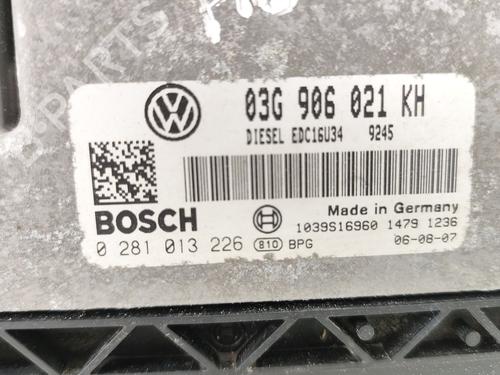 03G 906 021 KH
DIESEL EDC16U34 9245
BOSCH
Made in Germany
1039S16960 1479 1236
0 281 013 226 810 BPG
06-08-07